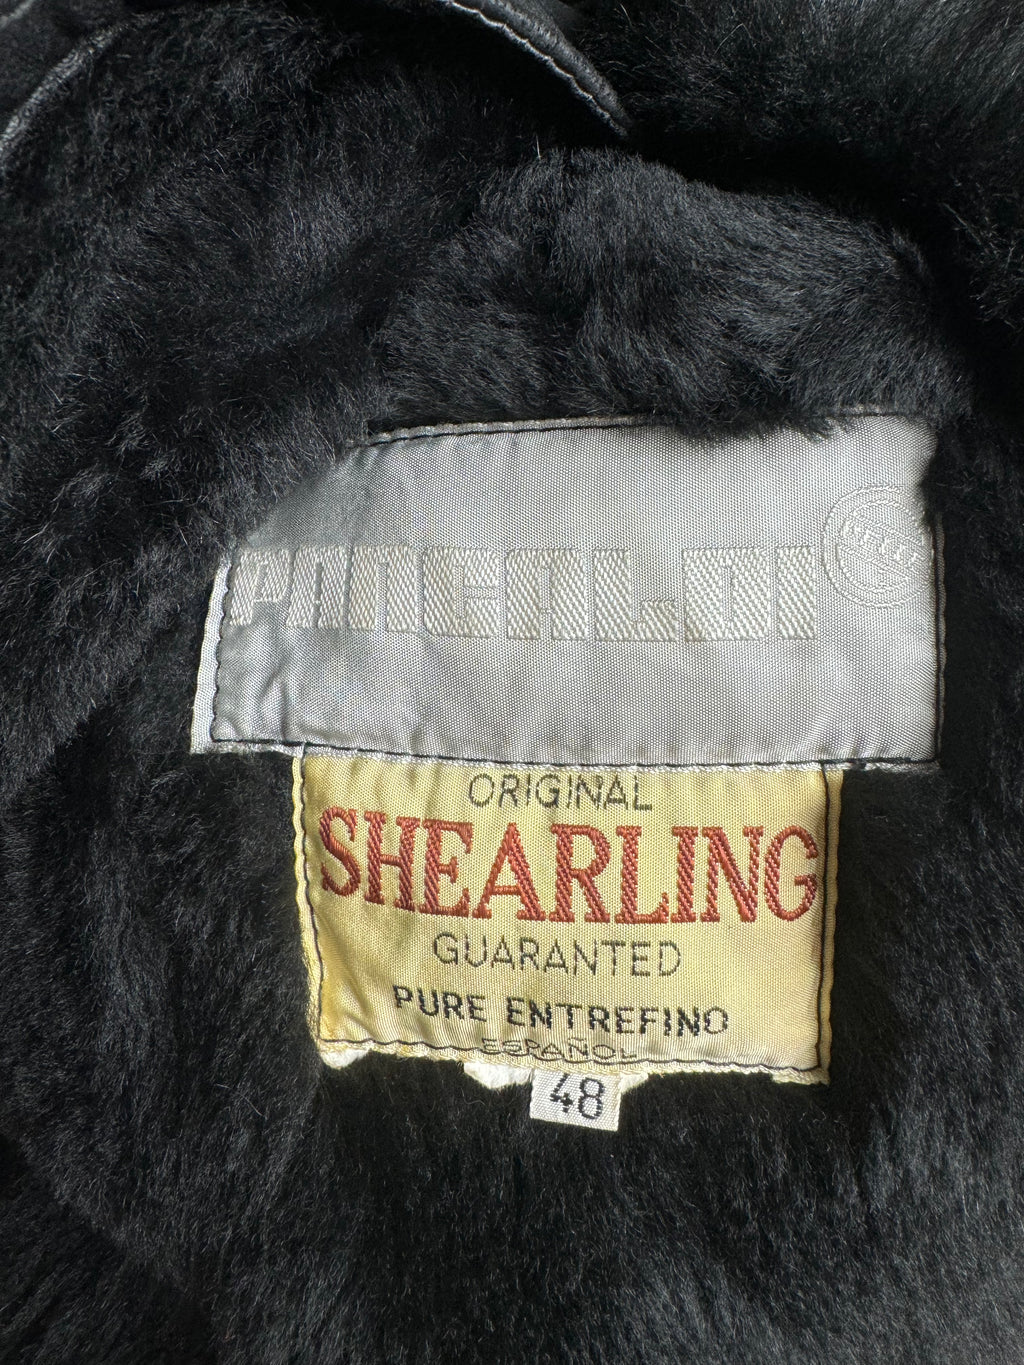 PANCALDI
ORIGINAL
SHEARLING
GUARANTED
PURE ENTREFINO
ESPAÑOL
48